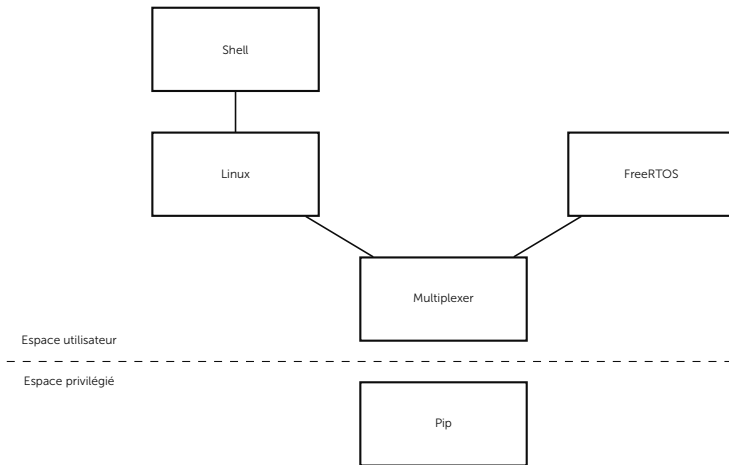 Shell
Linux
FreeRTOS
Multiplexer
Espace utilisateur
Espace privilégié
Pip